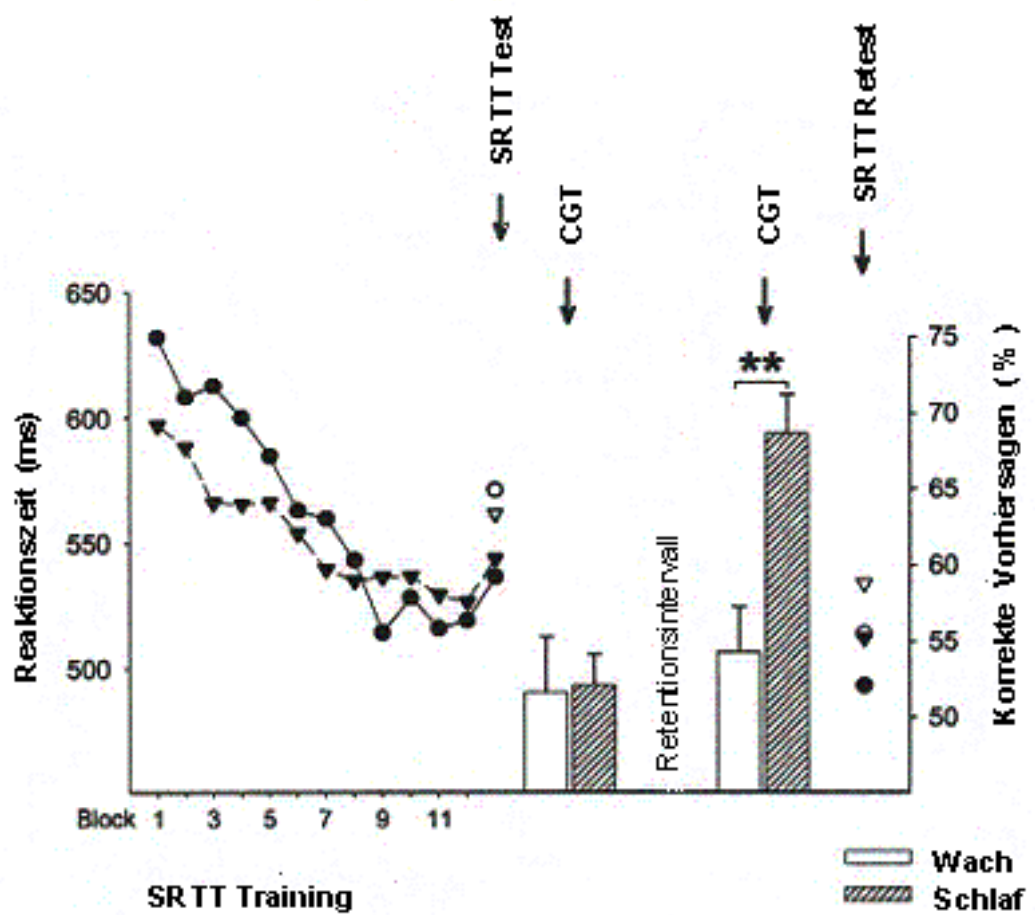 SRTT Test
CGT
CGT
SRTT Retest
650
600
550
500
Reaktionszeit (ms)
**
75
70
65
60
55
50
Korrekte Vorhersagen (%)
Retentionsintervall
Block 1 3 5 7 9 11
SRTT Training
Wach
Schlaf